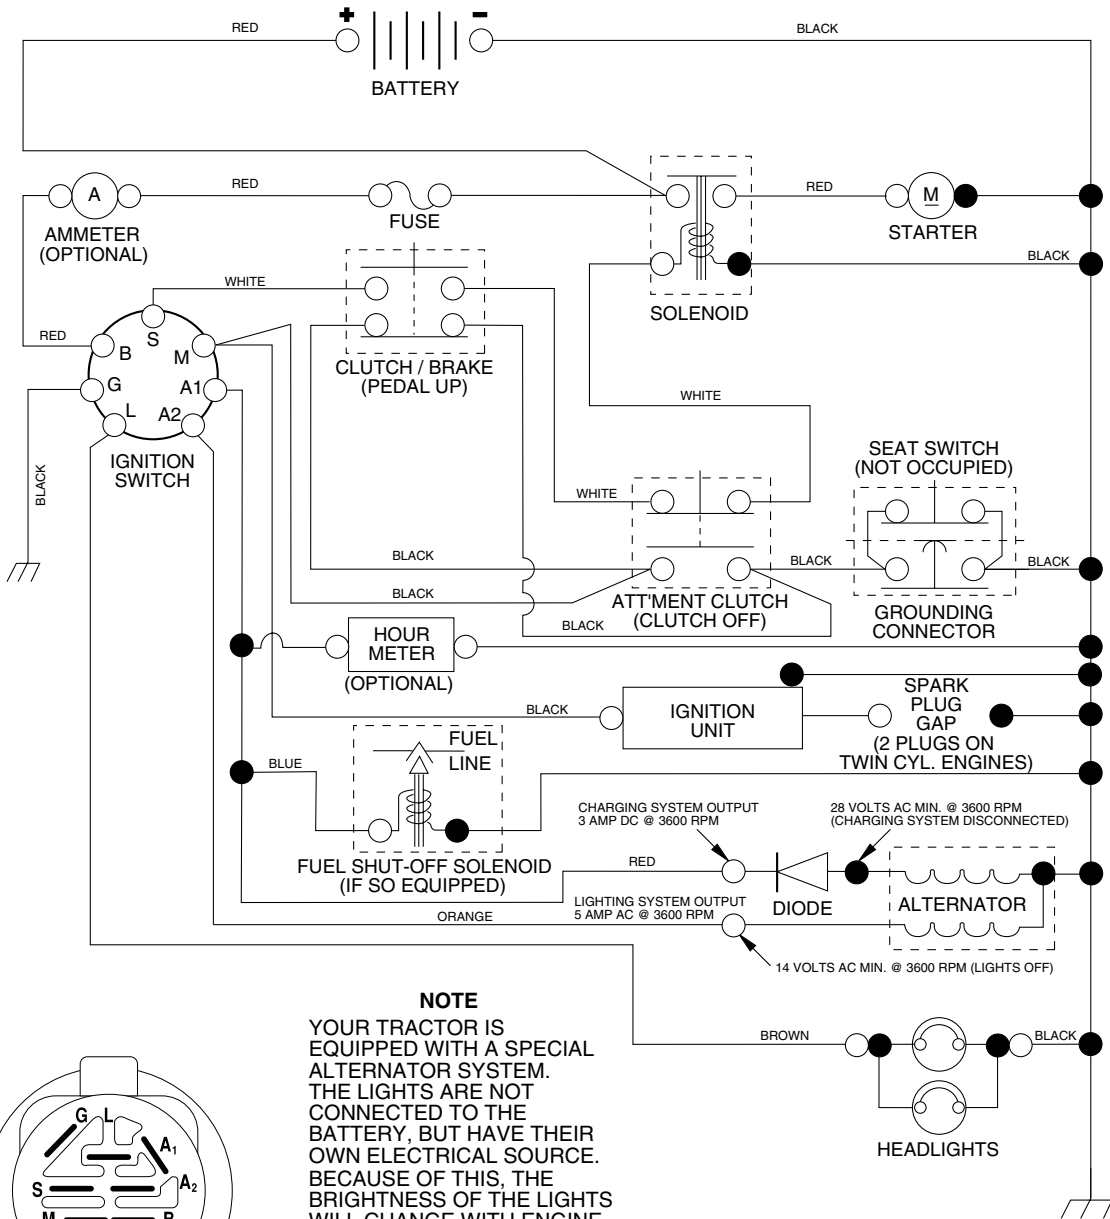 + -
RED
BLACK
BATTERY
A
RED
FUSE
RED
M
STARTER
AMMETER
(OPTIONAL)
BLACK
SOLENOID
WHITE
CLUTCH / BRAKE
(PEDAL UP)
RED
S
B
M
G
A1
L
A2
IGNITION
SWITCH
BLACK
WHITE
SEAT SWITCH
(NOT OCCUPIED)
WHITE
BLACK
BLACK
BLACK
BLACK
ATT'MENT CLUTCH
(CLUTCH OFF)
GROUNDING
CONNECTOR
BLACK
HOUR
METER
(OPTIONAL)
BLACK
IGNITION
UNIT
SPARK
PLUG
GAP
(2 PLUGS ON
TWIN CYL. ENGINES)
FUEL
LINE
BLUE
FUEL SHUT-OFF SOLENOID
(IF SO EQUIPPED)
CHARGING SYSTEM OUTPUT
3 AMP DC @ 3600 RPM
28 VOLTS AC MIN. @ 3600 RPM
(CHARGING SYSTEM DISCONNECTED)
RED
DIODE
ALTERNATOR
LIGHTING SYSTEM OUTPUT
5 AMP AC @ 3600 RPM
ORANGE
14 VOLTS AC MIN. @ 3600 RPM (LIGHTS OFF)
BROWN
BLACK
HEADLIGHTS
NOTE
YOUR TRACTOR IS
EQUIPPED WITH A SPECIAL
ALTERNATOR SYSTEM.
THE LIGHTS ARE NOT
CONNECTED TO THE
BATTERY, BUT HAVE THEIR
OWN ELECTRICAL SOURCE.
BECAUSE OF THIS, THE
BRIGHTNESS OF THE LIGHTS
WILL CHANGE WITH ENGINE
G
L
A1
A2
S
M
B